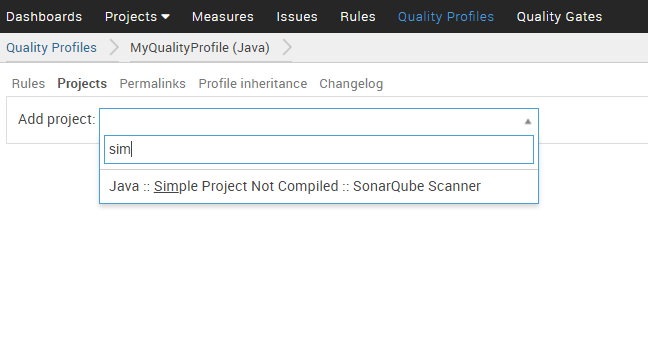 Dashboards Projects Measures Issues Rules Quality Profiles Quality Gates
Quality Profiles MyQualityProfile (Java)
Rules Projects Permalinks Profile inheritance Changelog
Add project:
sim
Java :: Simple Project Not Compiled :: SonarQube Scanner